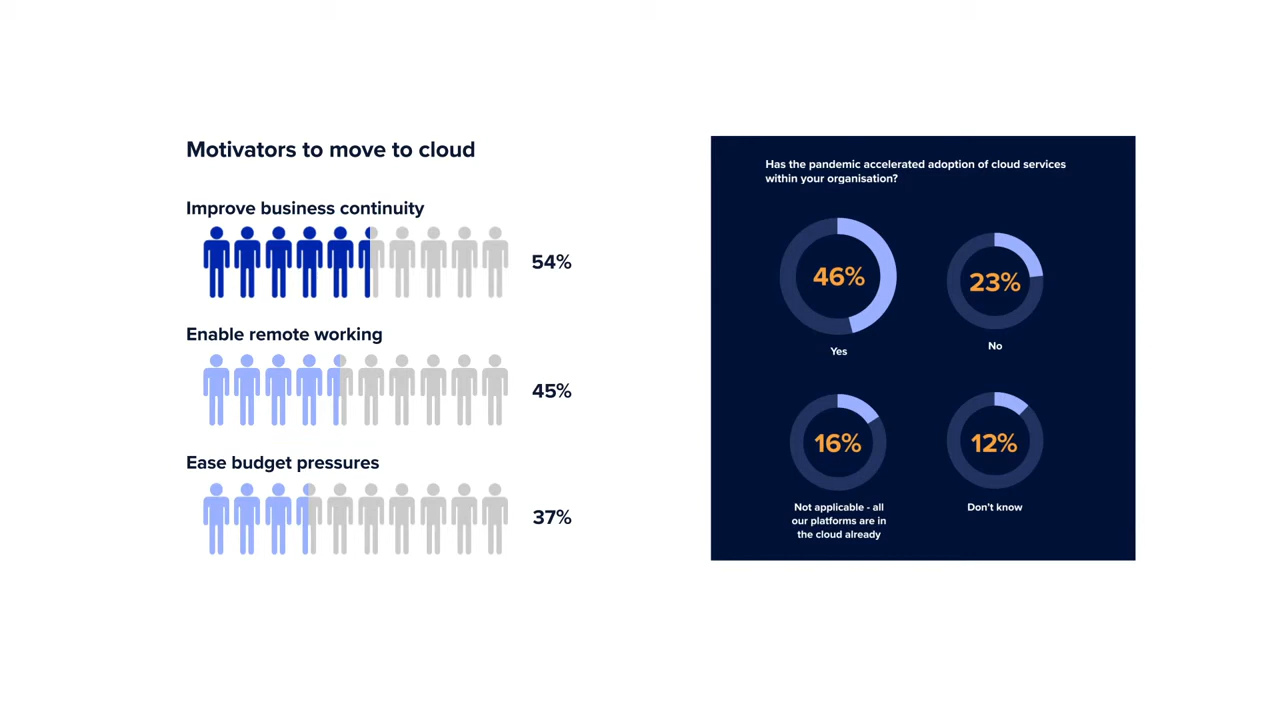 Motivators to move to cloud
Improve business continuity
54%
Enable remote working
45%
Ease budget pressures
37%
Has the pandemic accelerated adoption of cloud services
within your organisation?
46%
Yes
23%
No
16%
Not applicable - all
our platforms are in
the cloud already
12%
Don't know